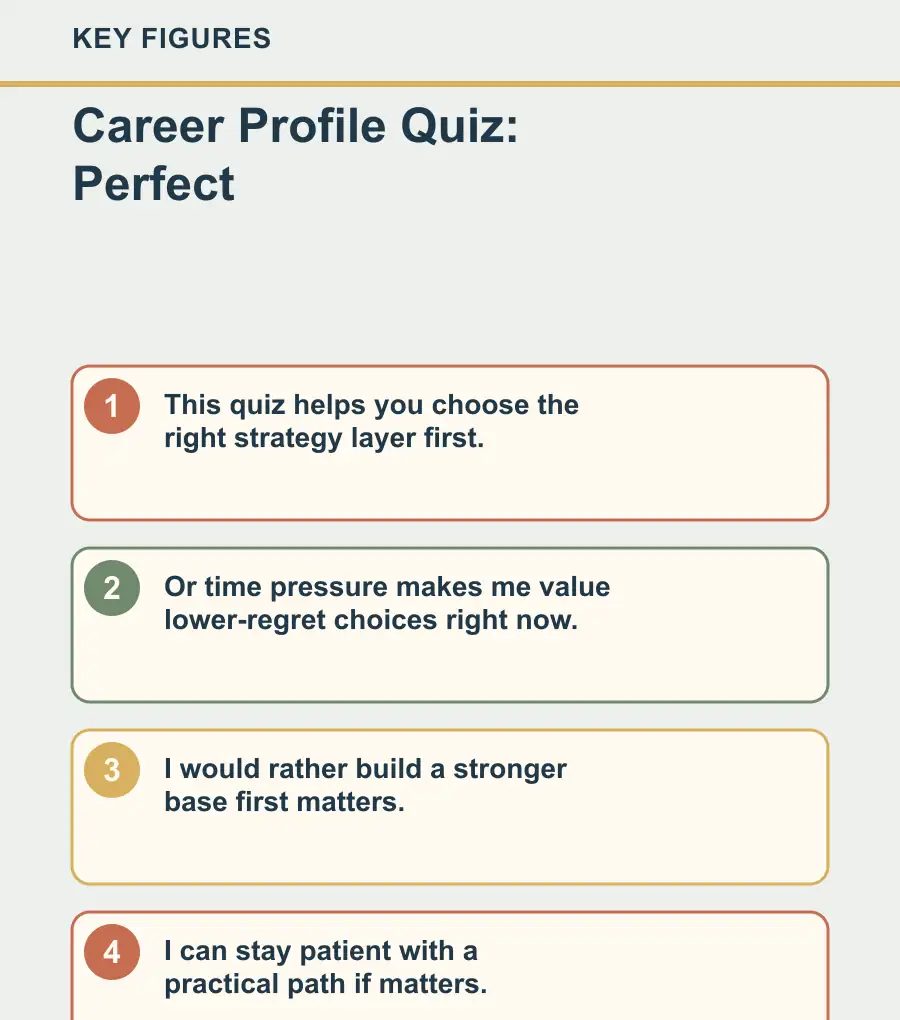 KEY FIGURES
Career Profile Quiz:
Perfect
1
This quiz helps you choose the
right strategy layer first.
2
Or time pressure makes me value
lower-regret choices right now.
3
I would rather build a stronger
base first matters.
4
I can stay patient with a
practical path if matters.